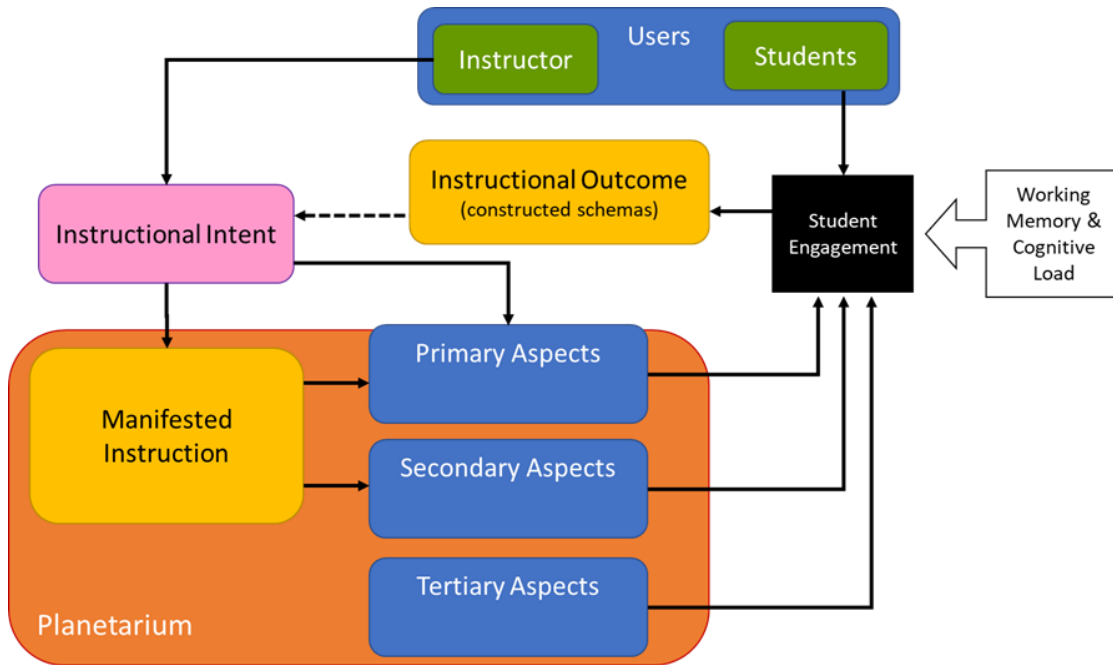 Users
Instructor
Students
Instructional Outcome
(constructed schemas)
Instructional Intent
Student
Engagement
Working
Memory &
Cognitive
Load
Primary Aspects
Manifested
Instruction
Secondary Aspects
Tertiary Aspects
Planetarium